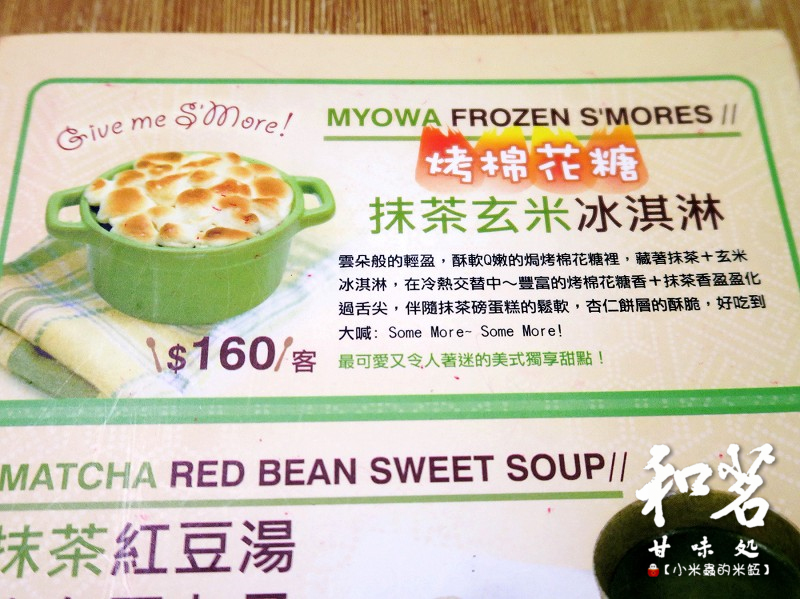 Give me S'More!
MYOWA FROZEN S'MORES //
烤棉花糖
抹茶玄米冰淇淋
雲朵般的輕盈，酥軟Q嫩的焗烤棉花糖裡，藏著抹茶＋玄米
冰淇淋，在冷熱交替中～豐富的烤棉花糖香＋抹茶香盈盈化
過舌尖，伴隨抹茶磅蛋糕的鬆軟，杏仁餅層的酥脆，好吃到
大喊: Some More~ Some More!
$160/客
最可愛又令人著迷的美式獨享甜點！
MATCHA RED BEAN SWEET SOUP//
抹茶紅豆湯
和茗
甘味処
【小米蟲的米缸】